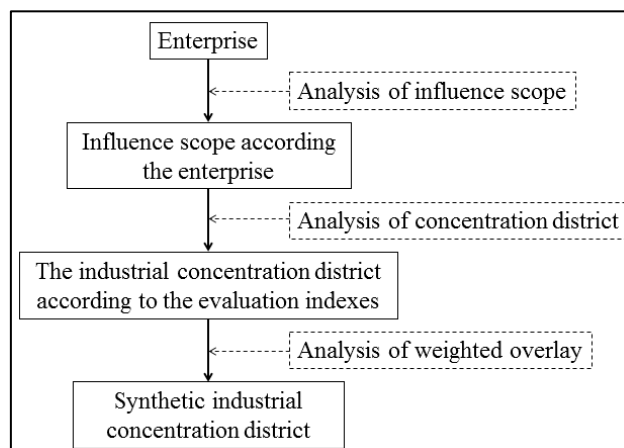 Enterprise
Analysis of influence scope
Influence scope according
the enterprise
Analysis of concentration district
The industrial concentration district
according to the evaluation indexes
Analysis of weighted overlay
Synthetic industrial
concentration district